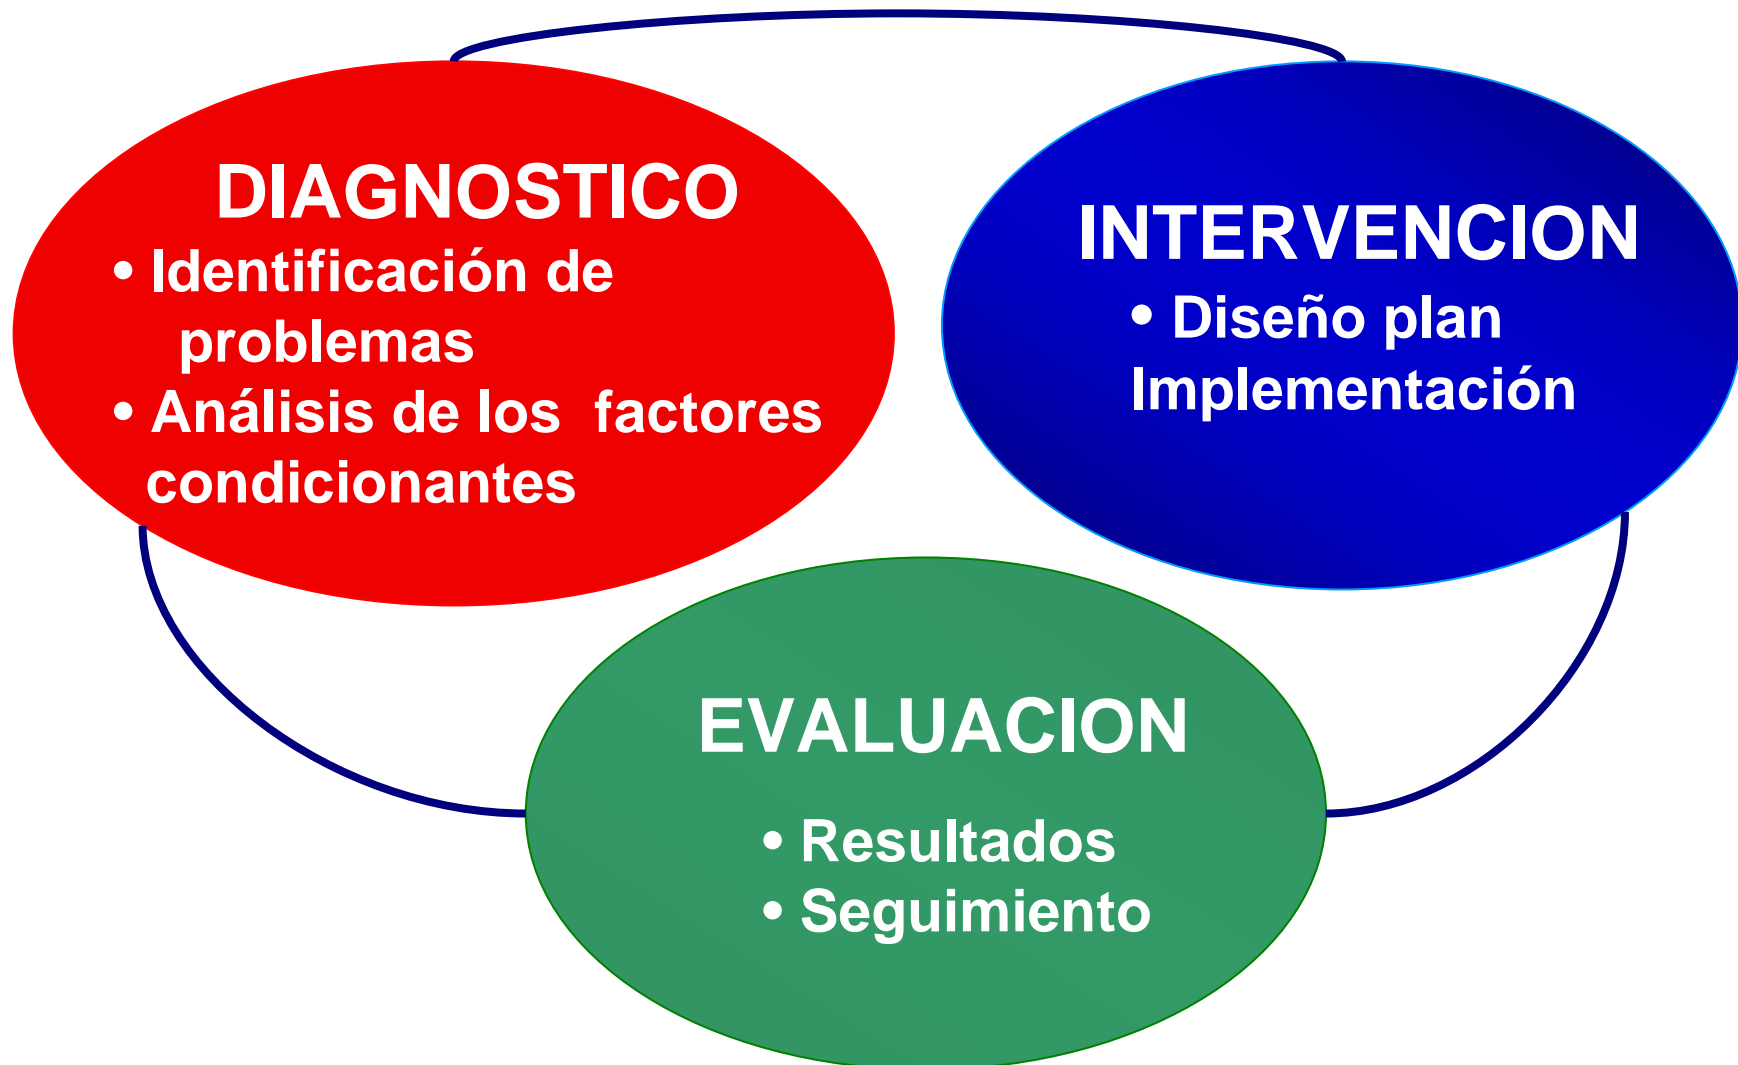 DIAGNOSTICO
• Identificación de
problemas
• Análisis de los factores
condicionantes
INTERVENCION
• Diseño plan
Implementación
EVALUACION
• Resultados
• Seguimiento